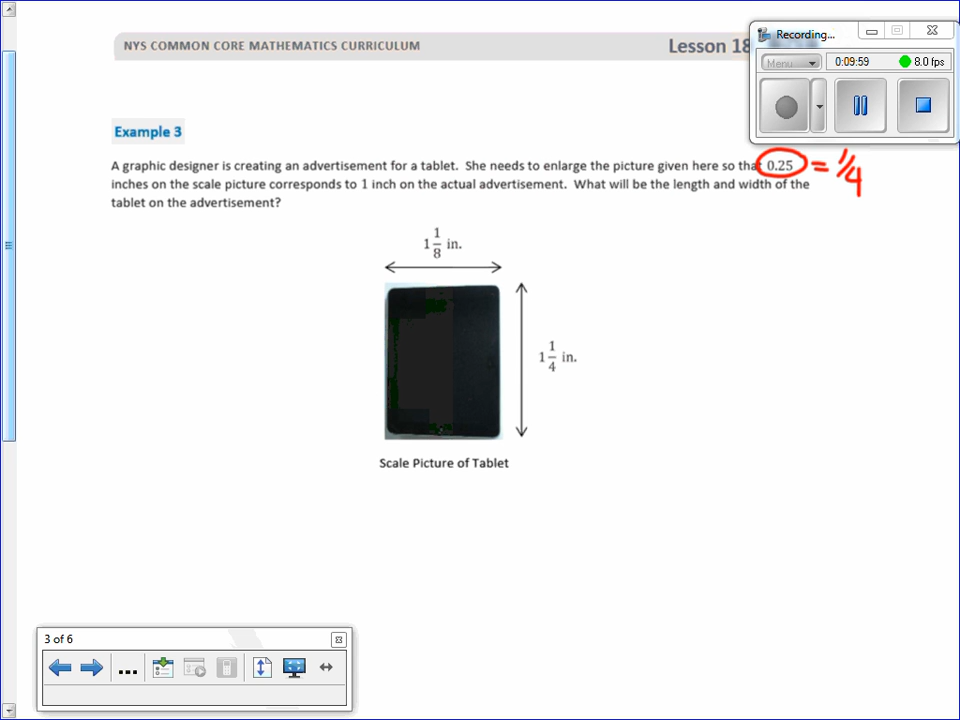 NYS COMMON CORE MATHEMATICS CURRICULUM
Lesson 18
Recording...
Menu
0:09:59
8.0 fps
Example 3
A graphic designer is creating an advertisement for a tablet. She needs to enlarge the picture given here so that 0.25 = 1/4
inches on the scale picture corresponds to 1 inch on the actual advertisement. What will be the length and width of the
tablet on the advertisement?
1 1/8 in.
1 1/4 in.
Scale Picture of Tablet
3 of 6